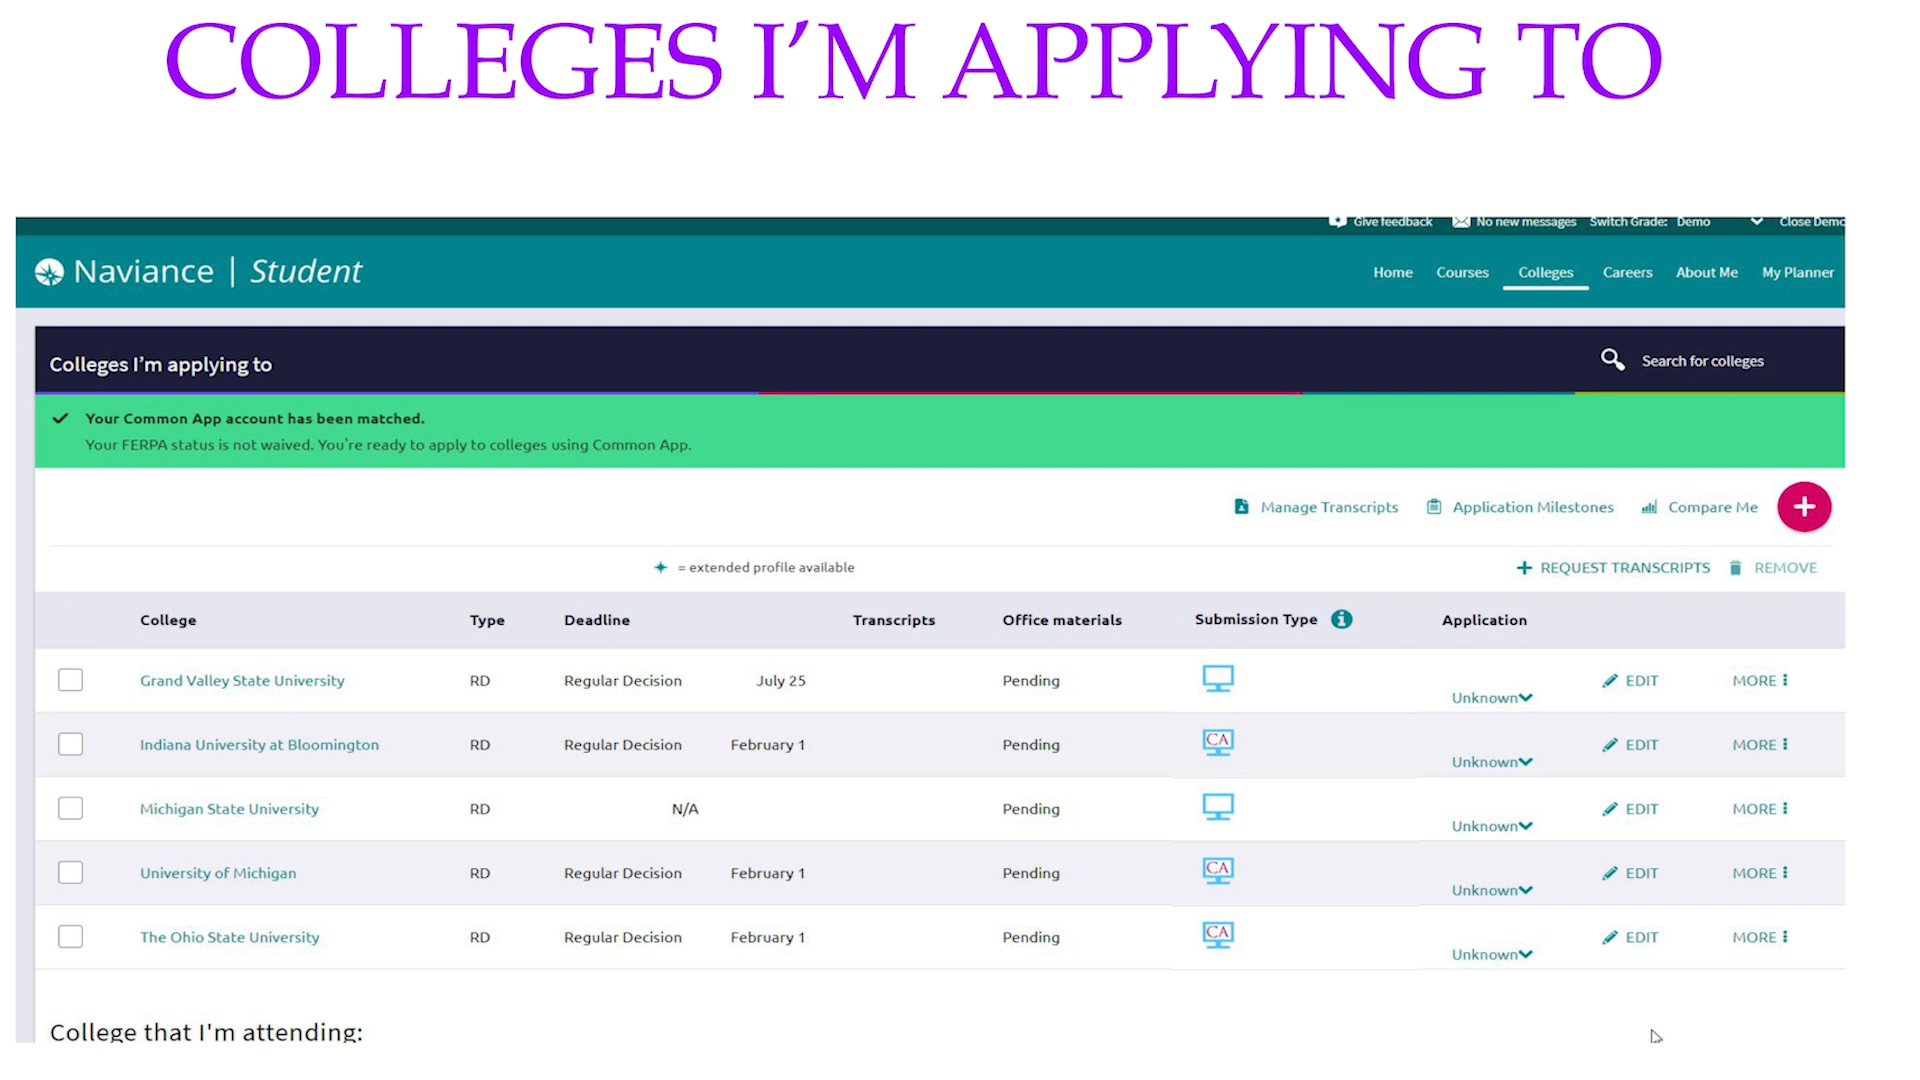 COLLEGES I’M APPLYING TO
Give feedback No new messages Switch Grade: Demo Close Demo
Naviance | Student
Home Courses Colleges Careers About Me My Planner
Colleges I’m applying to
Search for colleges
Your Common App account has been matched.
Your FERPA status is not waived. You're ready to apply to colleges using Common App.
Manage Transcripts Application Milestones Compare Me
= extended profile available
REQUEST TRANSCRIPTS REMOVE
College Type Deadline Transcripts Office materials Submission Type Application
Grand Valley State University RD Regular Decision July 25 Pending Unknown EDIT MORE
Indiana University at Bloomington RD Regular Decision February 1 Pending CA Unknown EDIT MORE
Michigan State University RD N/A Pending Unknown EDIT MORE
University of Michigan RD Regular Decision February 1 Pending CA Unknown EDIT MORE
The Ohio State University RD Regular Decision February 1 Pending CA Unknown EDIT MORE
College that I'm attending: